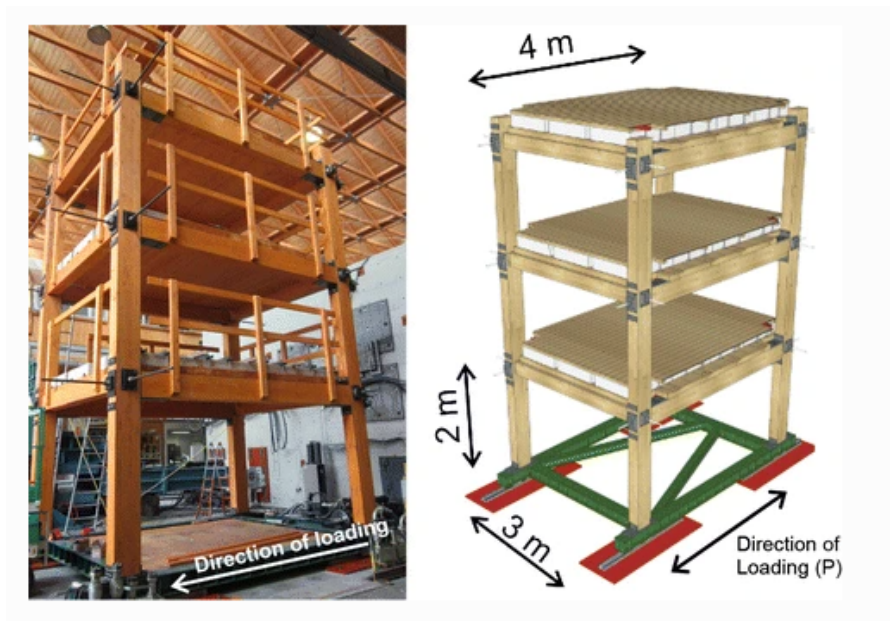 4 m
2 m
3 m
Direction of loading
Direction of
Loading (P)